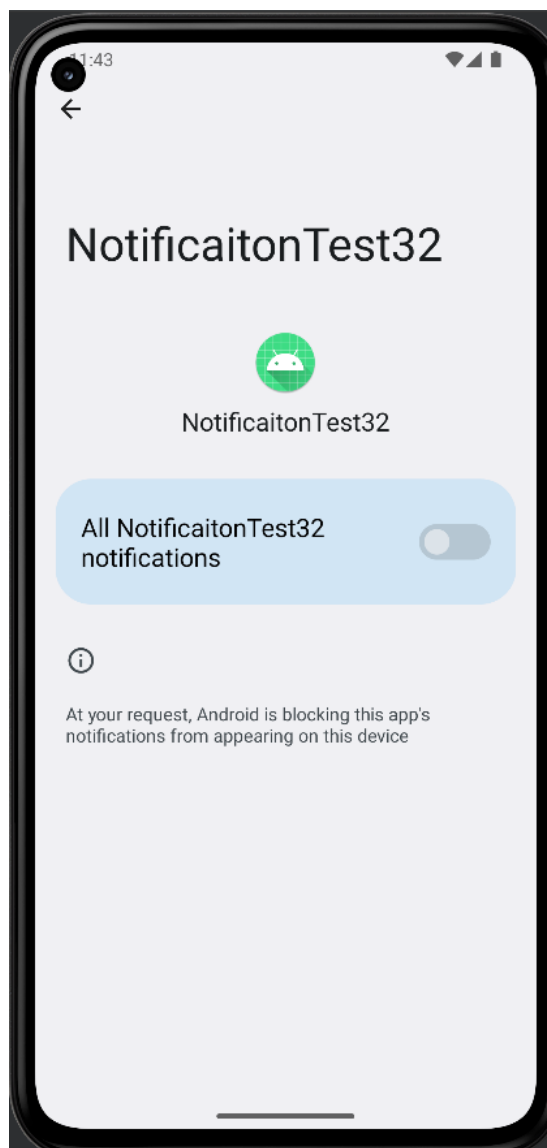 11:43
NotificaitonTest32
NotificaitonTest32
All NotificaitonTest32
notifications
At your request, Android is blocking this app's
notifications from appearing on this device